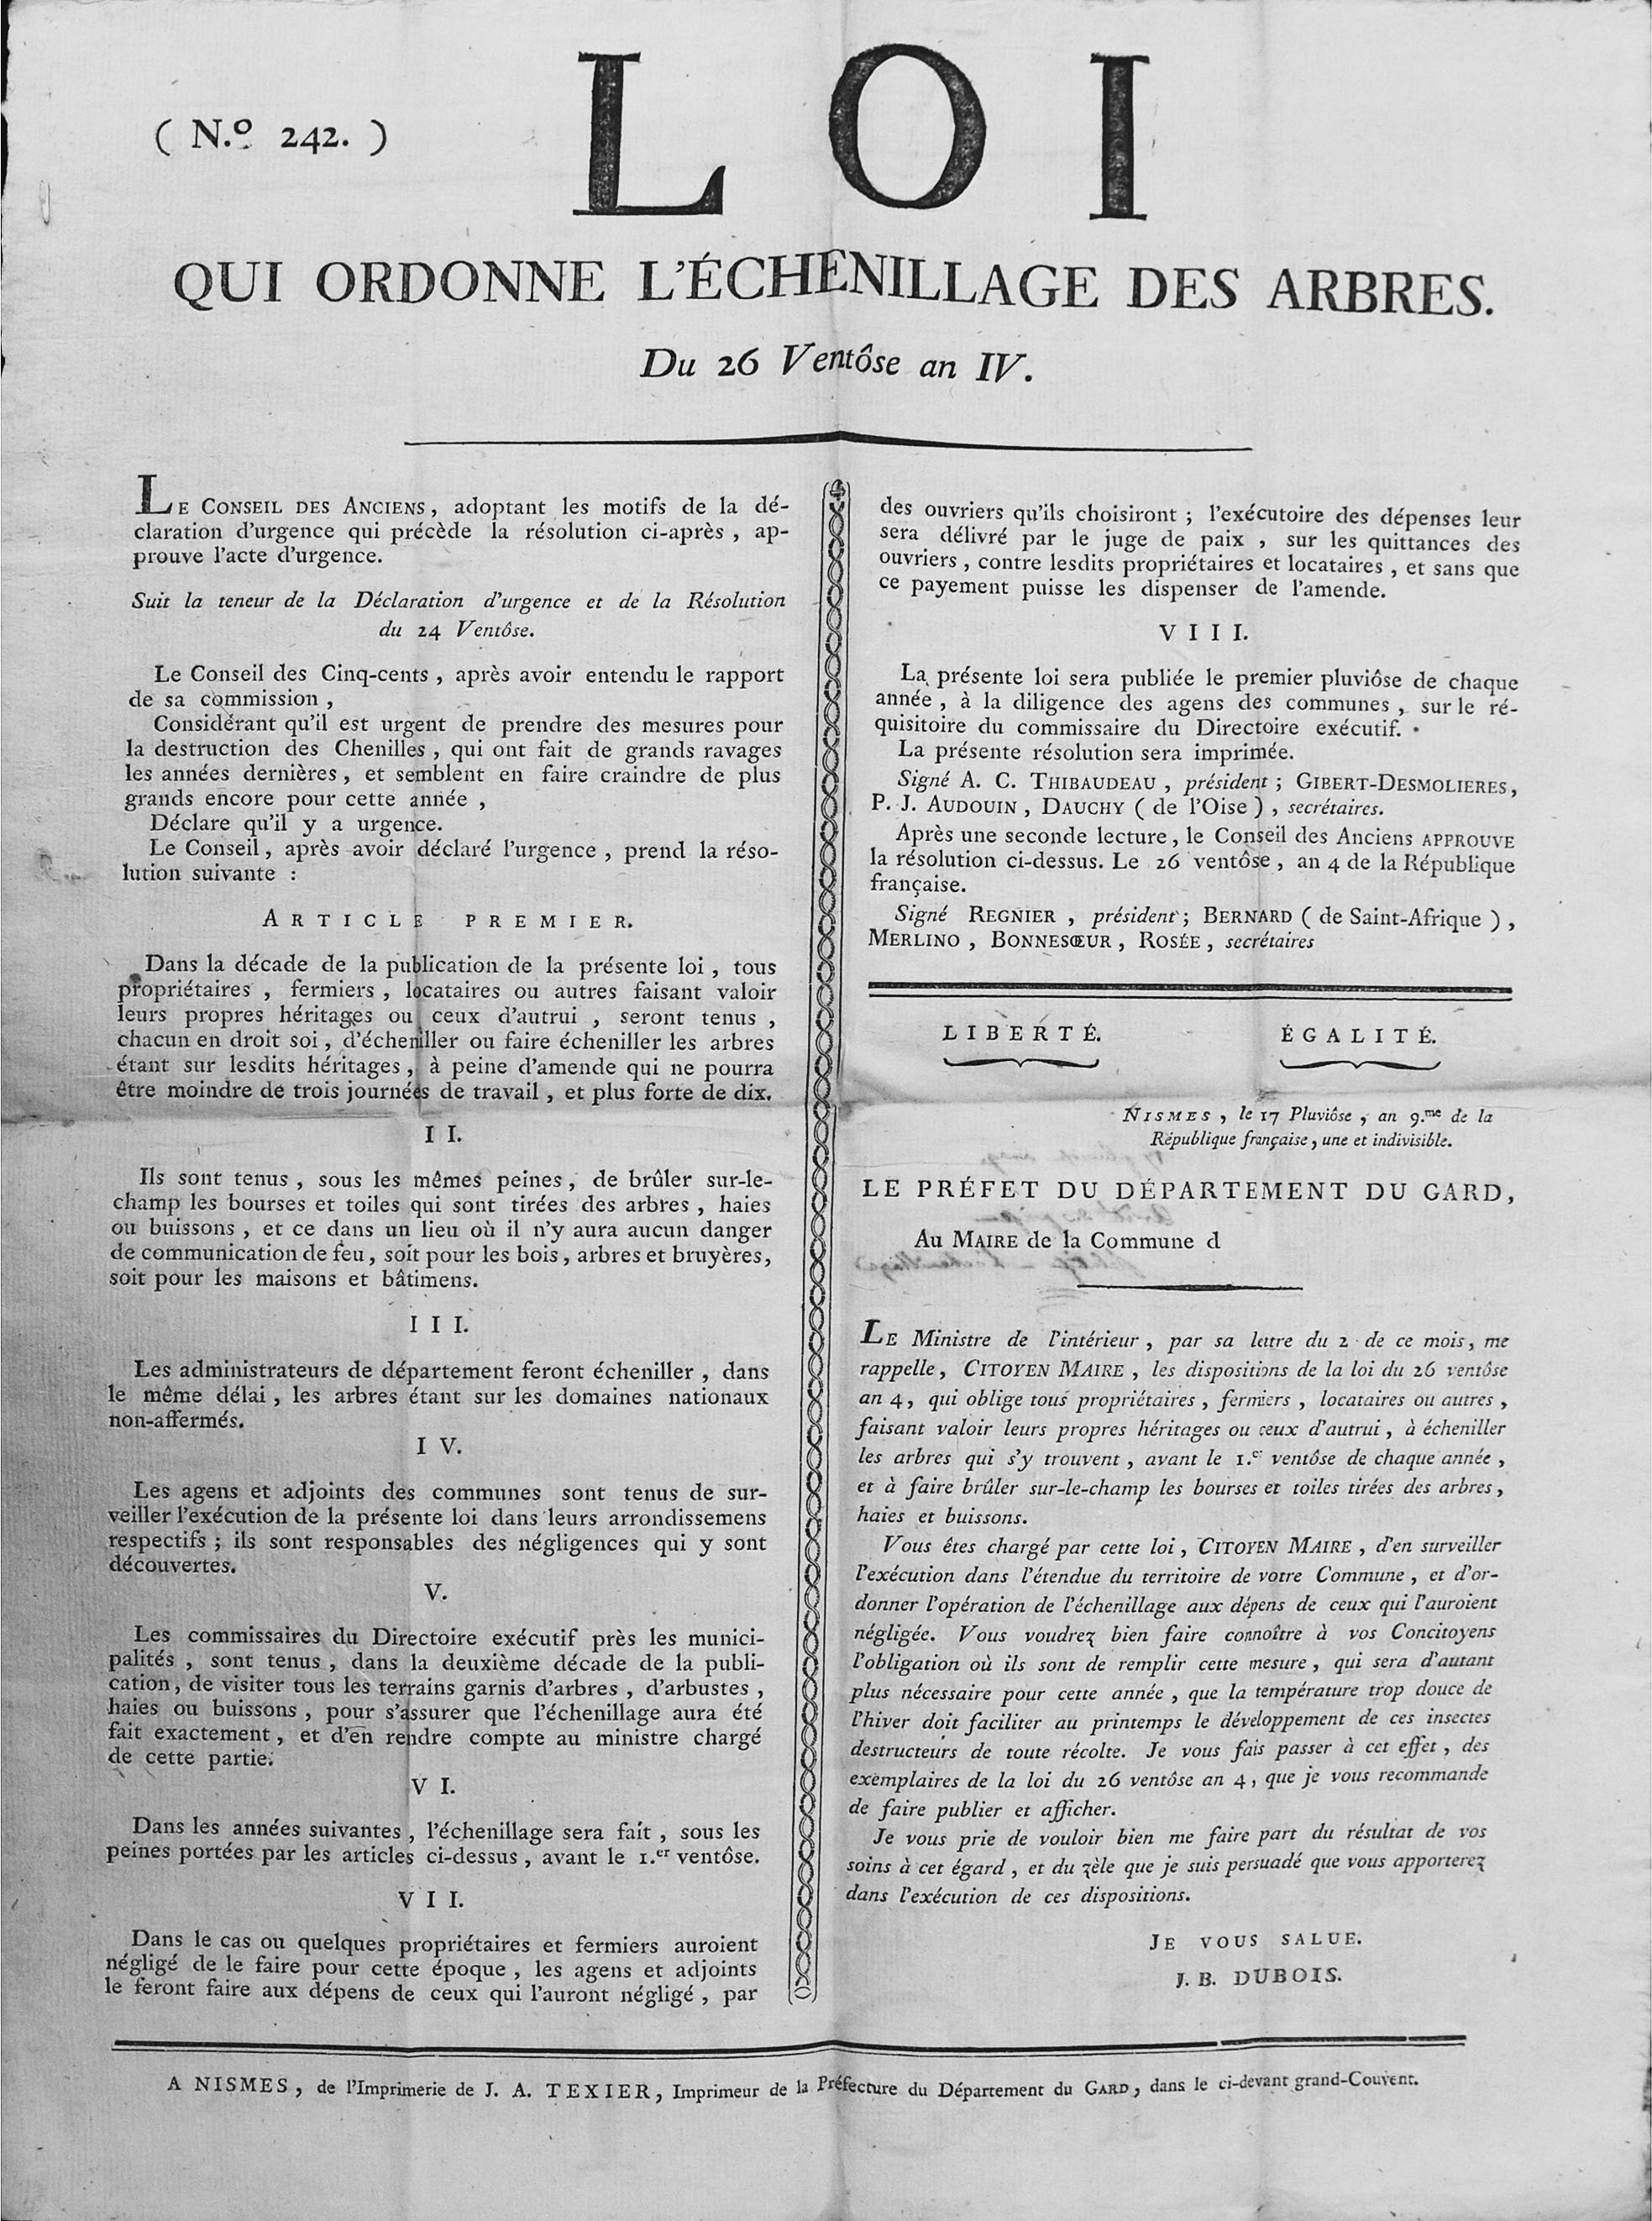 (N.º 242.)
LOI
QUI ORDONNE L'ÉCHENILLAGE DES ARBRES.
Du 26 Ventôse an IV.
LE CONSEIL DES ANCIENS, adoptant les motifs de la dé-
claration d'urgence qui précède la résolution ci-après, ap-
prouve l'acte d'urgence.
Suit la teneur de la Déclaration d'urgence et de la Résolution
du 24 Ventôse.
Le Conseil des Cinq-cents, après avoir entendu le rapport
de sa commission,
Considérant qu'il est urgent de prendre des mesures pour
la destruction des Chenilles, qui ont fait de grands ravages
les années dernières, et semblent en faire craindre de plus
grands encore pour cette année,
Déclare qu'il y a urgence.
Le Conseil, après avoir déclaré l'urgence, prend la réso-
lution suivante :
ARTICLE PREMIER.
Dans la décade de la publication de la présente loi, tous
propriétaires, fermiers, locataires ou autres faisant valoir
leurs propres héritages ou ceux d'autrui, seront tenus,
chacun en droit soi, d'écheniller ou faire écheniller les arbres
étant sur lesdits héritages, à peine d'amende qui ne pourra
être moindre de trois journées de travail, et plus forte de dix.
II.
Ils sont tenus, sous les mêmes peines, de brûler sur-le-
champ les bourses et toiles qui sont tirées des arbres, haies
ou buissons, et ce dans un lieu où il n'y aura aucun danger
de communication de feu, soit pour les bois, arbres et bruyères,
soit pour les maisons et bâtimens.
III.
Les administrateurs de département feront écheniller, dans
le même délai, les arbres étant sur les domaines nationaux
non-affermés.
IV.
Les agens et adjoints des communes sont tenus de sur-
veiller l'exécution de la présente loi dans leurs arrondissemens
respectifs ; ils sont responsables des négligences qui y sont
découvertes.
V.
Les commissaires du Directoire exécutif près les munici-
palités, sont tenus, dans la deuxième décade de la publi-
cation, de visiter tous les terrains garnis d'arbres, d'arbustes,
haies ou buissons, pour s'assurer que l'échenillage aura été
fait exactement, et d'en rendre compte au ministre chargé
de cette partie.
VI.
Dans les années suivantes, l'échenillage sera fait, sous les
peines portées par les articles ci-dessus, avant le 1.er ventôse.
VII.
Dans le cas ou quelques propriétaires et fermiers auroient
négligé de le faire pour cette époque, les agens et adjoints
le feront faire aux dépens de ceux qui l'auront négligé, par
des ouvriers qu'ils choisiront ; l'exécutoire des dépenses leur
sera délivré par le juge de paix, sur les quittances des
ouvriers, contre lesdits propriétaires et locataires, et sans que
ce payement puisse les dispenser de l'amende.
VIII.
La présente loi sera publiée le premier pluviôse de chaque
année, à la diligence des agens des communes, sur le ré-
quisitoire du commissaire du Directoire exécutif.
La présente résolution sera imprimée.
Signé A. C. THIBAUDEAU, président ; GIBERT-DESMOLIERES,
P. J. AUDOUIN, DAUCHY (de l'Oise), secrétaires.
Après une seconde lecture, le Conseil des Anciens APPROUVE
la résolution ci-dessus. Le 26 ventôse, an 4 de la République
française.
Signé REGNIER, président ; BERNARD (de Saint-Afrique),
MERLINO, BONNESŒUR, ROSÉE, secrétaires
LIBERTÉ. ÉGALITÉ.
NISMES, le 17 Pluviôse, an 9.me de la
République française, une et indivisible.
LE PRÉFET DU DÉPARTEMENT DU GARD,
Au MAIRE de la Commune d
LE Ministre de l'intérieur, par sa lettre du 2 de ce mois, me
rappelle, CITOYEN MAIRE, les dispositions de la loi du 26 ventôse
an 4, qui oblige tous propriétaires, fermiers, locataires ou autres,
faisant valoir leurs propres héritages ou ceux d'autrui, à écheniller
les arbres qui s'y trouvent, avant le 1.er ventôse de chaque année,
et à faire brûler sur-le-champ les bourses et toiles tirées des arbres,
haies et buissons.
Vous êtes chargé par cette loi, CITOYEN MAIRE, d'en surveiller
l'exécution dans l'étendue du territoire de votre Commune, et d'or-
donner l'opération de l'échenillage aux dépens de ceux qui l'auroient
négligée. Vous voudrez bien faire connoître à vos Concitoyens
l'obligation où ils sont de remplir cette mesure, qui sera d'autant
plus nécessaire pour cette année, que la température trop douce de
l'hiver doit faciliter au printemps le développement de ces insectes
destructeurs de toute récolte. Je vous fais passer à cet effet, des
exemplaires de la loi du 26 ventôse an 4, que je vous recommande
de faire publier et afficher.
Je vous prie de vouloir bien me faire part du résultat de vos
soins à cet égard, et du zèle que je suis persuadé que vous apporterez
dans l'exécution de ces dispositions.
JE VOUS SALUE.
J. B. DUBOIS.
A NISMES, de l'Imprimerie de J. A. TEXIER, Imprimeur de la Préfecture du Département du GARD, dans le ci-devant grand-Couvent.